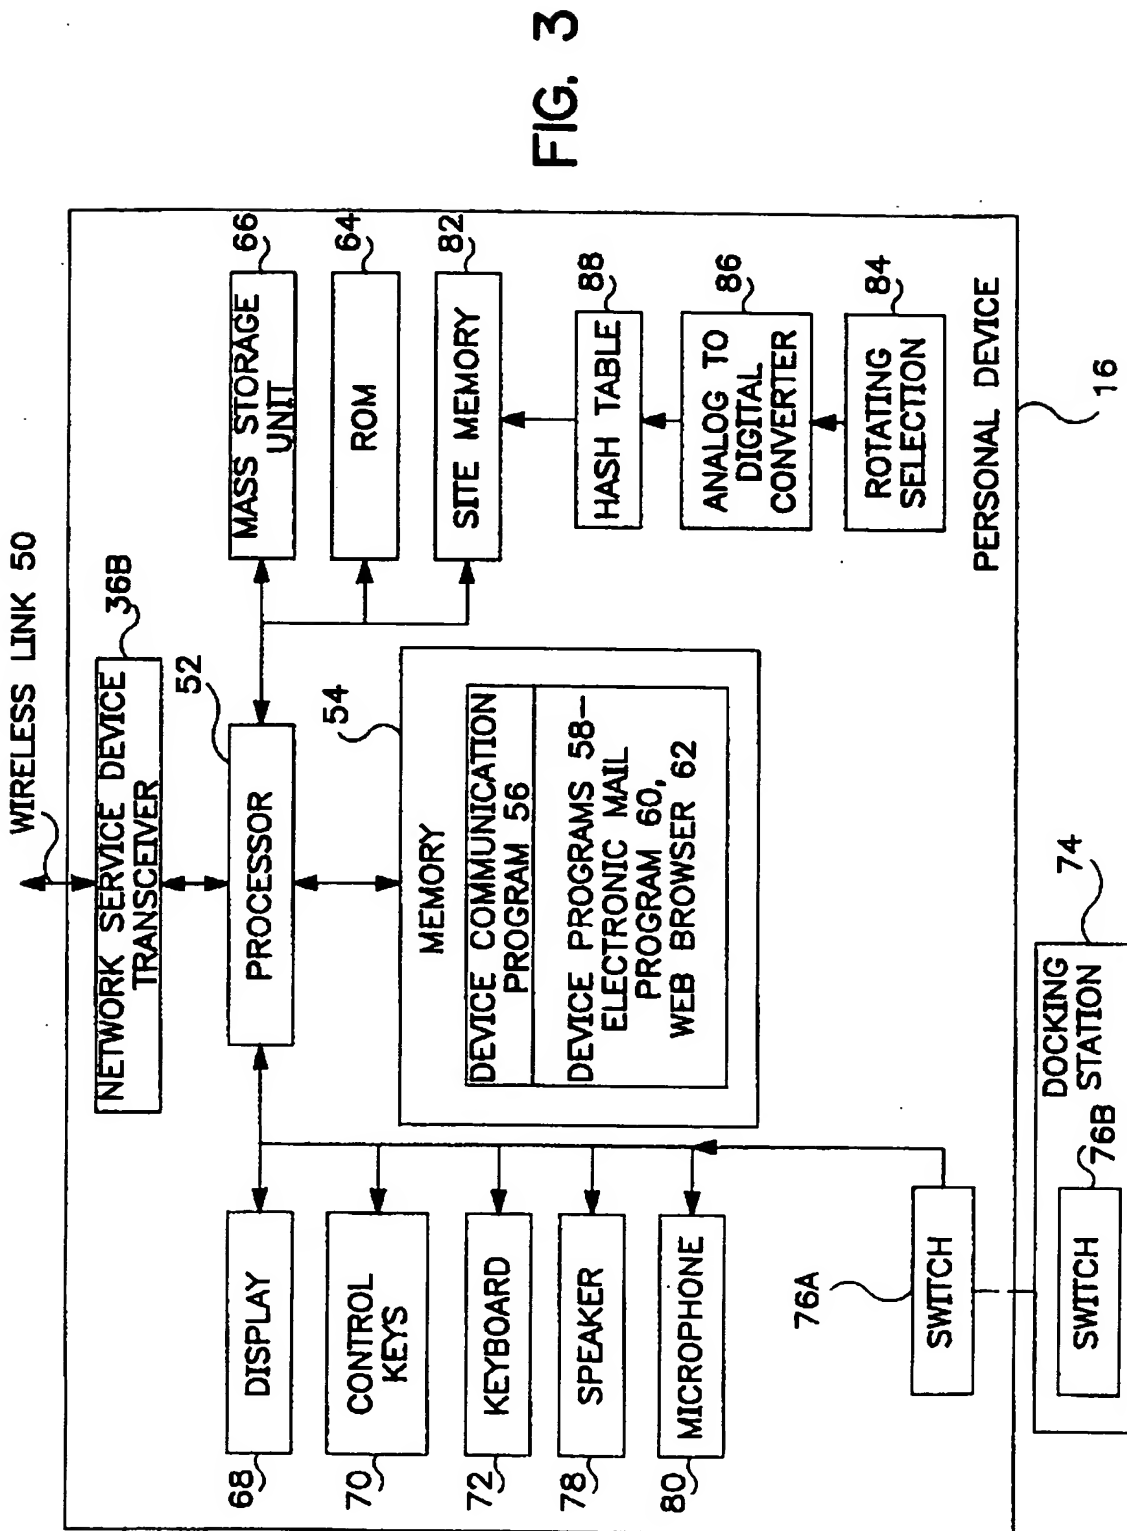 WIRELESS LINK 50
NETWORK SERVICE DEVICE
TRANSCEIVER
36B
PROCESSOR
52
MASS STORAGE
UNIT
66
ROM
64
SITE MEMORY
82
HASH TABLE
88
ANALOG TO
DIGITAL
CONVERTER
86
ROTATING
SELECTION
84
MEMORY
54
DEVICE COMMUNICATION
PROGRAM 56
DEVICE PROGRAMS 58—
ELECTRONIC MAIL
PROGRAM 60,
WEB BROWSER 62
DISPLAY
68
CONTROL
KEYS
70
KEYBOARD
72
SPEAKER
78
MICROPHONE
80
SWITCH
76A
PERSONAL DEVICE
16
DOCKING
STATION
74
SWITCH
76B
FIG. 3